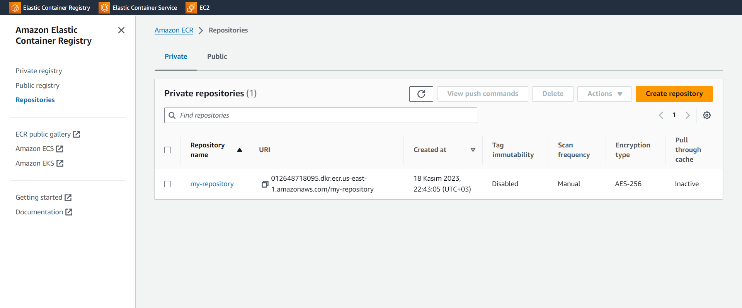 Elastic Container Registry Elastic Container Service EC2
Amazon Elastic
Container Registry
Private registry
Public registry
Repositories
ECR public gallery
Amazon ECS
Amazon EKS
Getting started
Documentation
Amazon ECR > Repositories
Private Public
Private repositories (1)
View push commands Delete Actions Create repository
Find repositories
1
Repository
name
URI
Created at
Tag
immutability
Scan
frequency
Encryption
type
Pull
through
cache
my-repository
012648718095.dkr.ecr.us-east-
1.amazonaws.com/my-repository
18 Kasım 2023,
22:43:05 (UTC+03)
Disabled
Manual
AES-256
Inactive